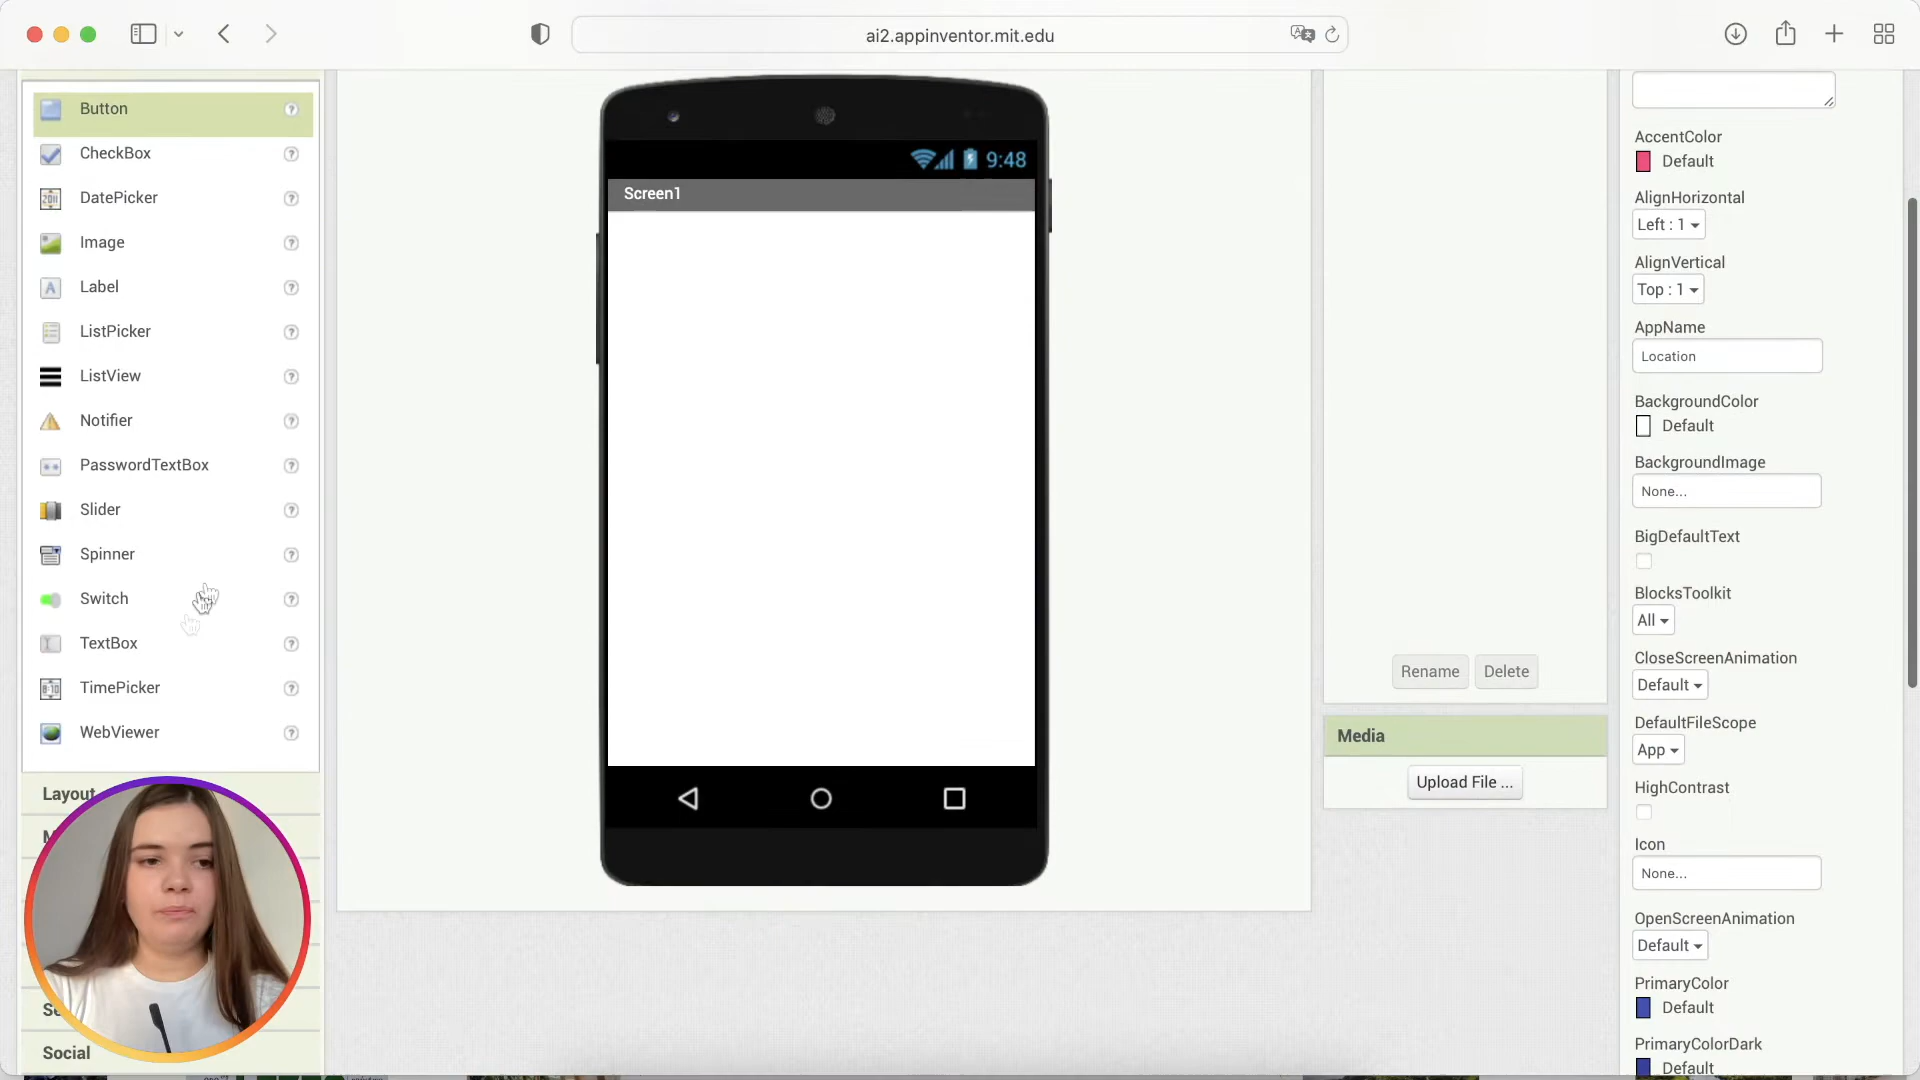 ai2.appinventor.mit.edu
Button
CheckBox
DatePicker
Image
Label
ListPicker
ListView
Notifier
PasswordTextBox
Slider
Spinner
Switch
TextBox
TimePicker
WebViewer
Layout
Social
9:48
Screen1
Rename
Delete
Media
Upload File ...
AccentColor
Default
AlignHorizontal
Left : 1
AlignVertical
Top : 1
AppName
Location
BackgroundColor
Default
BackgroundImage
None...
BigDefaultText
BlocksToolkit
All
CloseScreenAnimation
Default
DefaultFileScope
App
HighContrast
Icon
None...
OpenScreenAnimation
Default
PrimaryColor
Default
PrimaryColorDark
Default